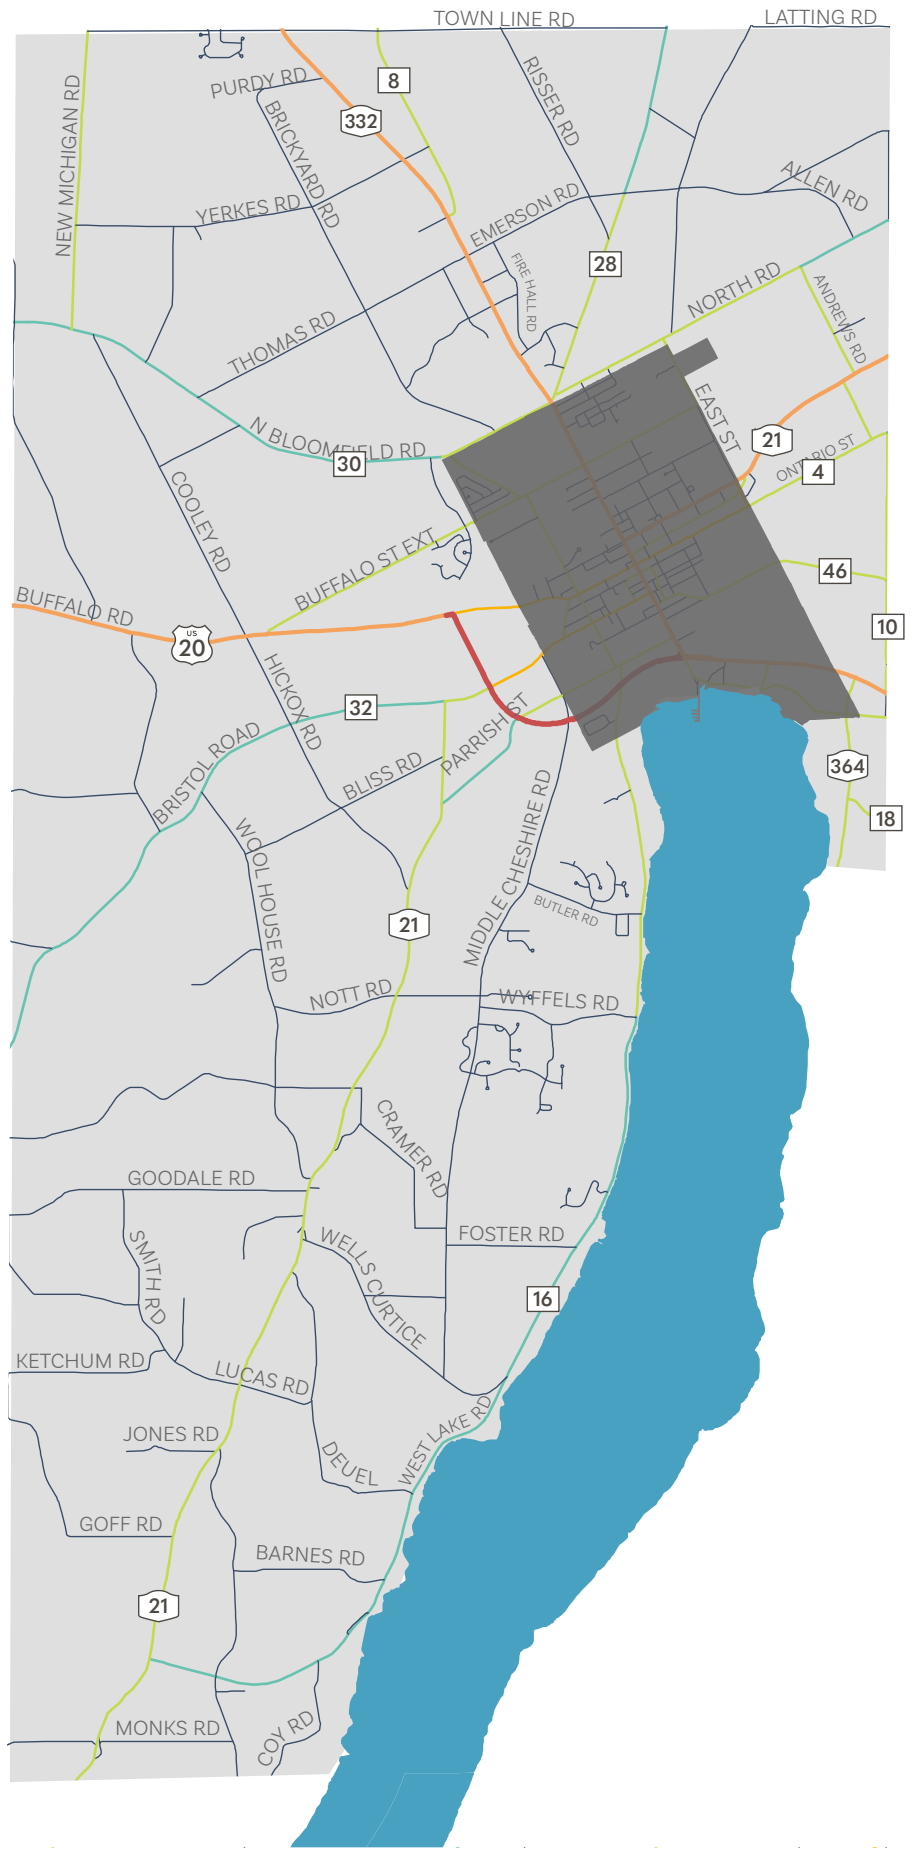 TOWN LINE RD
LATTING RD
PURDY RD
8
NEW MICHIGAN RD
332
BRICKYARD RD
RISSER RD
ALLEN RD
YERKES RD
EMERSON RD
28
FIRE HALL RD
NORTH RD
ANDREWS RD
THOMAS RD
EAST ST
N BLOOMFIELD RD
30
21
ONTARIO ST
4
COOLEY RD
BUFFALO ST EXT
46
BUFFALO RD
US
20
10
HICKOX RD
32
PARRISH ST
BRISTOL ROAD
BLISS RD
364
18
WOOL HOUSE RD
MIDDLE CHESHIRE RD
BUTLER RD
21
NOTT RD
WYFFELS RD
CRAMER RD
GOODALE RD
SMITH RD
WELLS CURTICE
FOSTER RD
16
KETCHUM RD
LUCAS RD
WEST LAKE RD
JONES RD
DEUEL
GOFF RD
BARNES RD
21
MONKS RD
COY RD